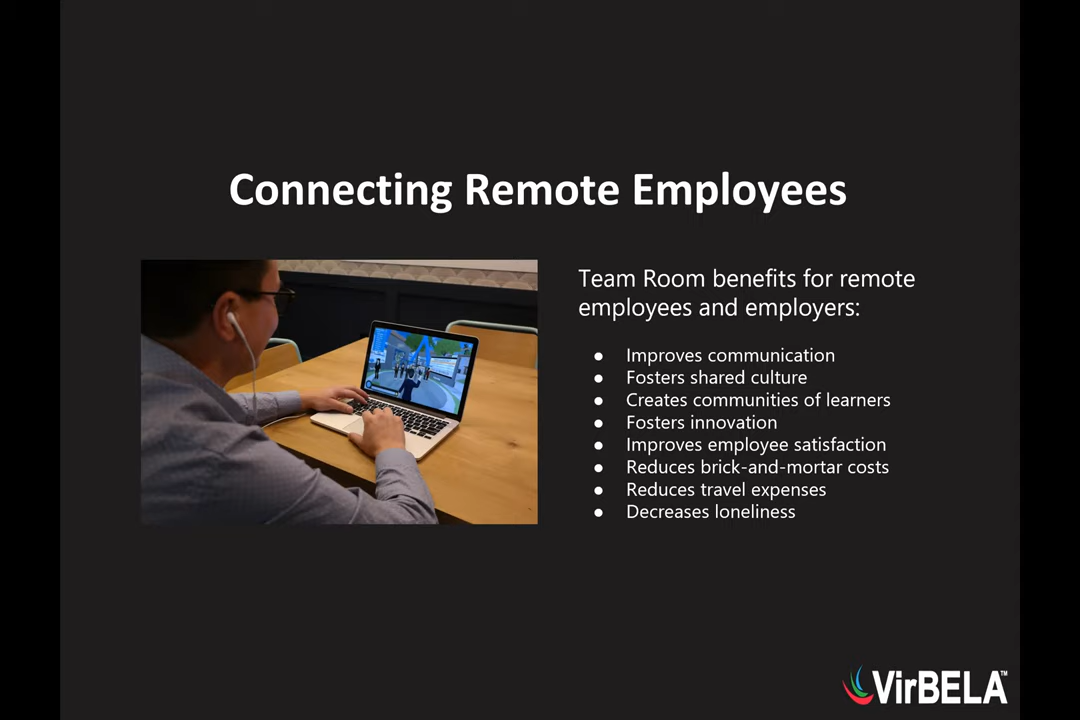 Connecting Remote Employees
Team Room benefits for remote
employees and employers:
● Improves communication
● Fosters shared culture
● Creates communities of learners
● Fosters innovation
● Improves employee satisfaction
● Reduces brick-and-mortar costs
● Reduces travel expenses
● Decreases loneliness
VirBELA™